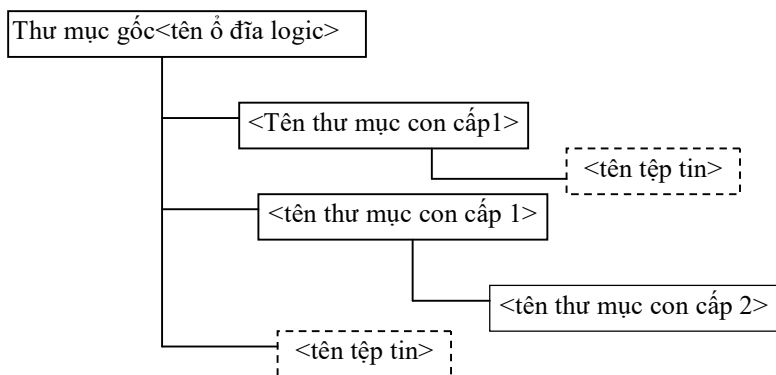 Thư mục gốc<tên ổ đĩa logic>
<Tên thư mục con cấp1>
<tên tệp tin>
<tên thư mục con cấp 1>
<tên thư mục con cấp 2>
<tên tệp tin>